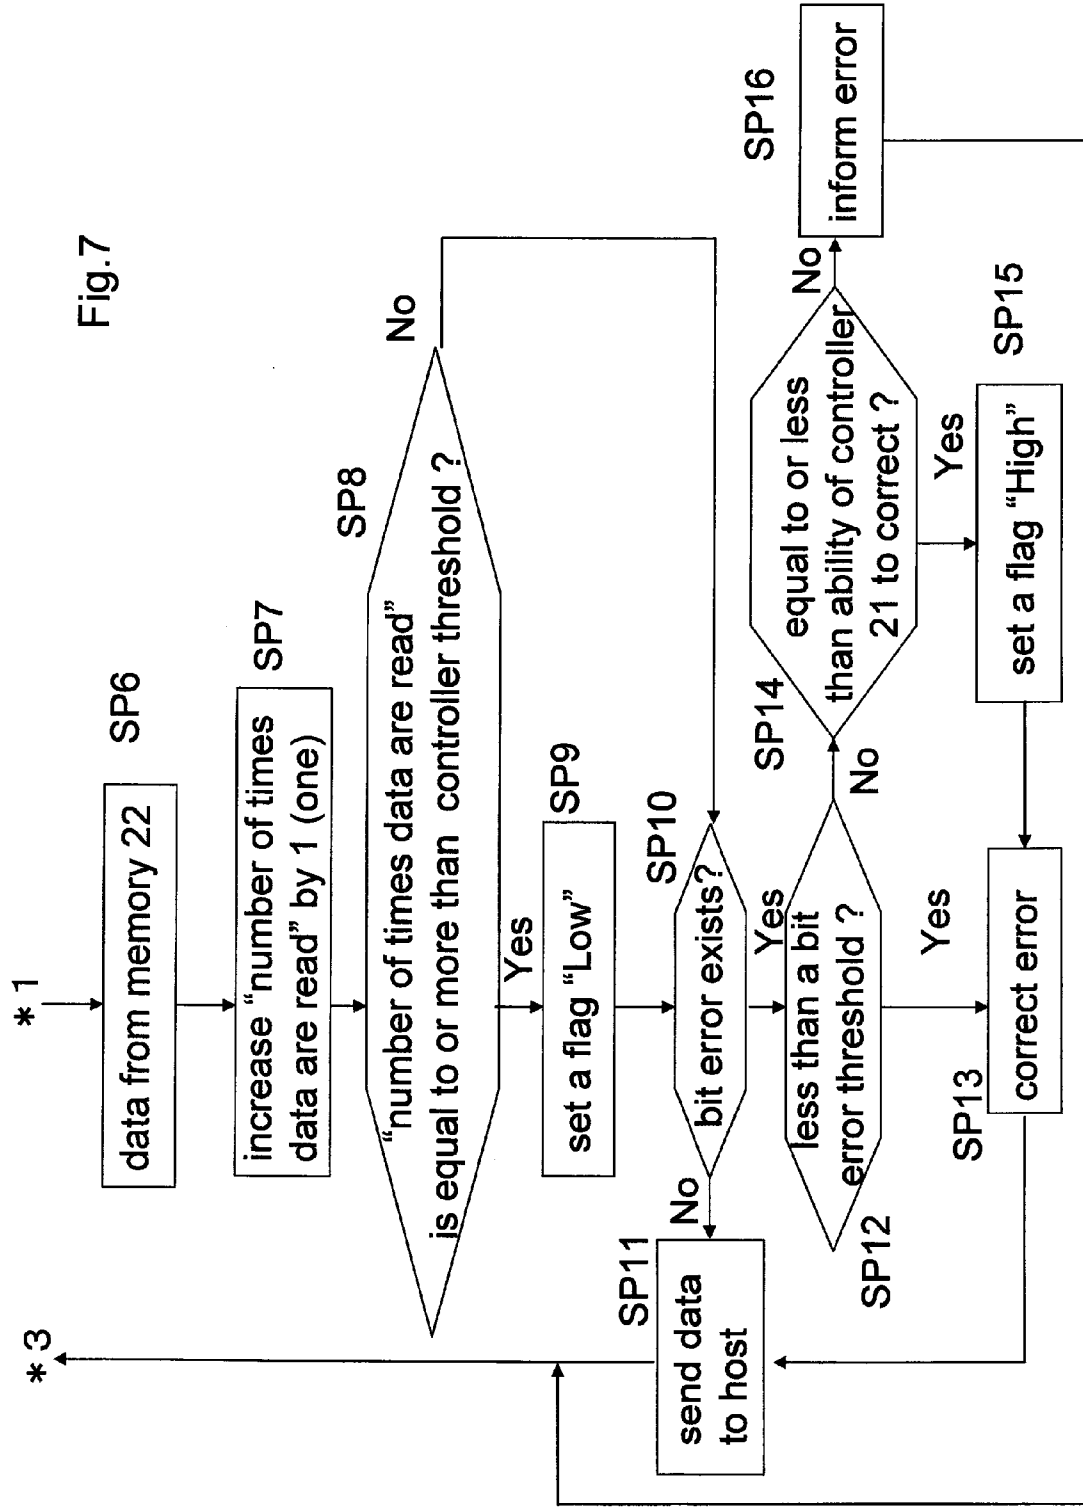 Fig.7
*1
*3
SP6
data from memory 22
SP7
increase “number of times
data are read” by 1 (one)
SP8
“number of times data are read”
is equal to or more than controller threshold ?
No
Yes
SP9
set a flag “Low”
SP10
bit error exists?
No
Yes
SP11
send data
to host
SP12
less than a bit
error threshold ?
No
Yes
SP13
correct error
SP14
equal to or less
than ability of controller
21 to correct ?
No
Yes
SP15
set a flag “High”
SP16
inform error